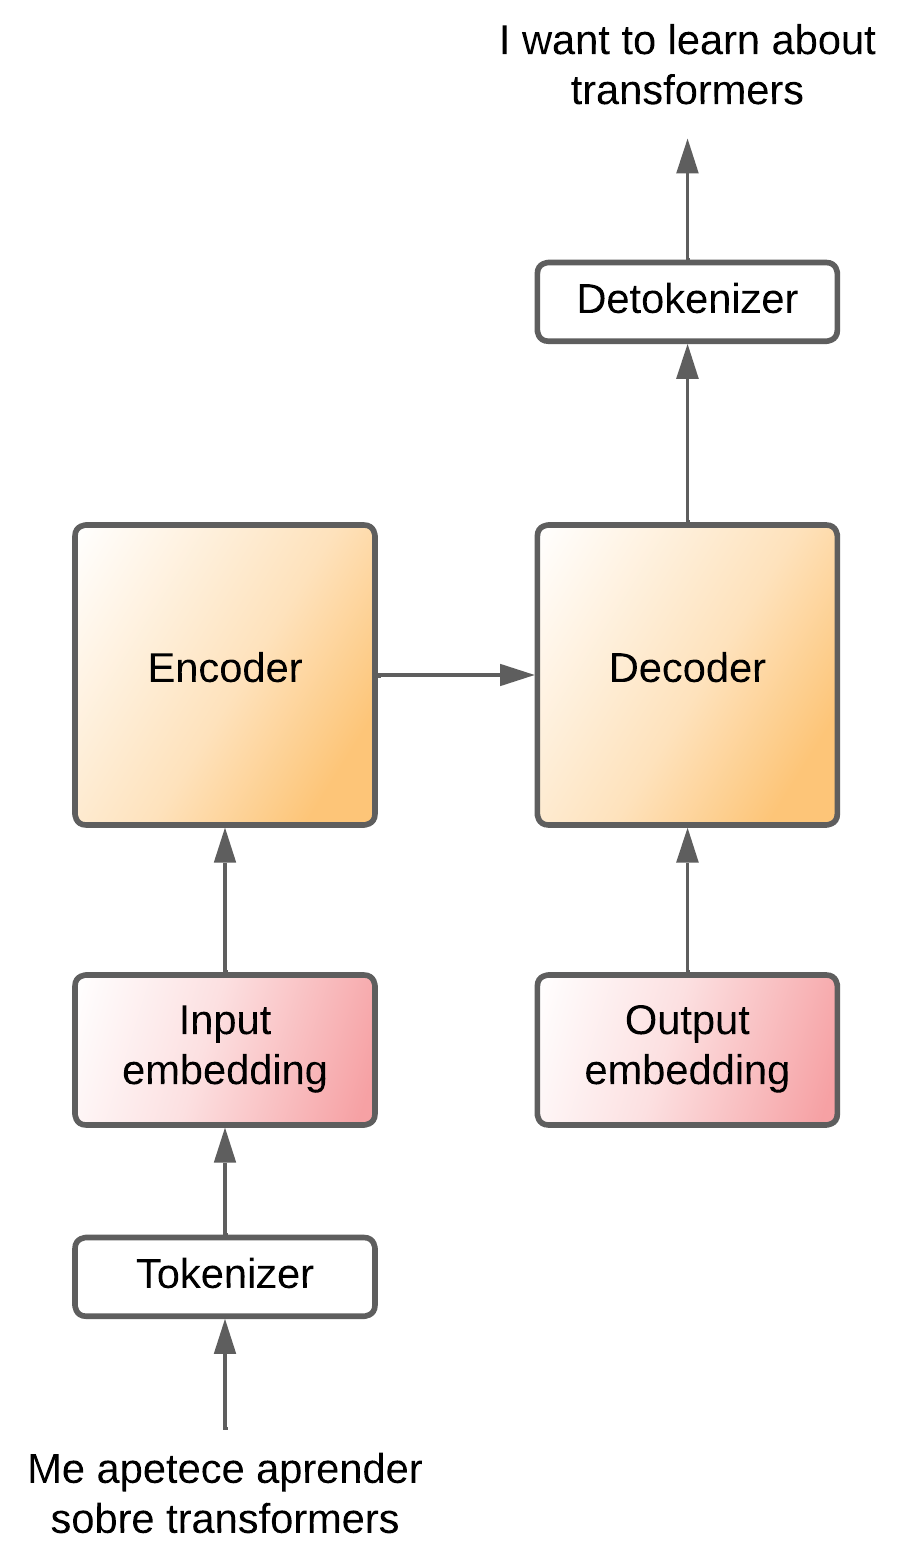 I want to learn about
transformers
Detokenizer
Encoder
Decoder
Input
embedding
Output
embedding
Tokenizer
Me apetece aprender
sobre transformers